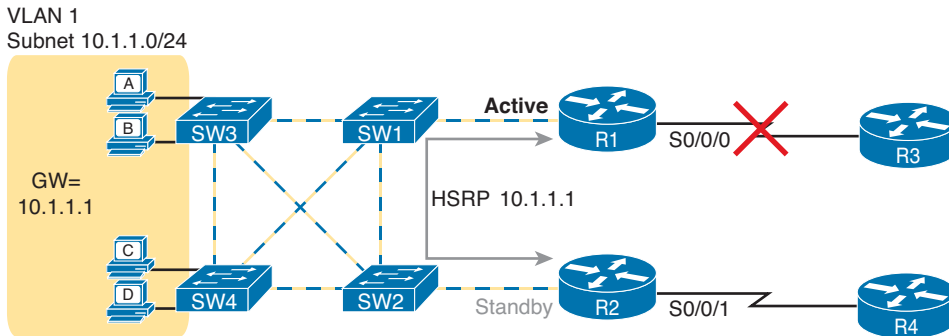 VLAN 1
Subnet 10.1.1.0/24
A
B
GW=
10.1.1.1
C
D
SW3
SW1
SW4
SW2
Active
HSRP 10.1.1.1
Standby
R1
S0/0/0
R3
R2
S0/0/1
R4